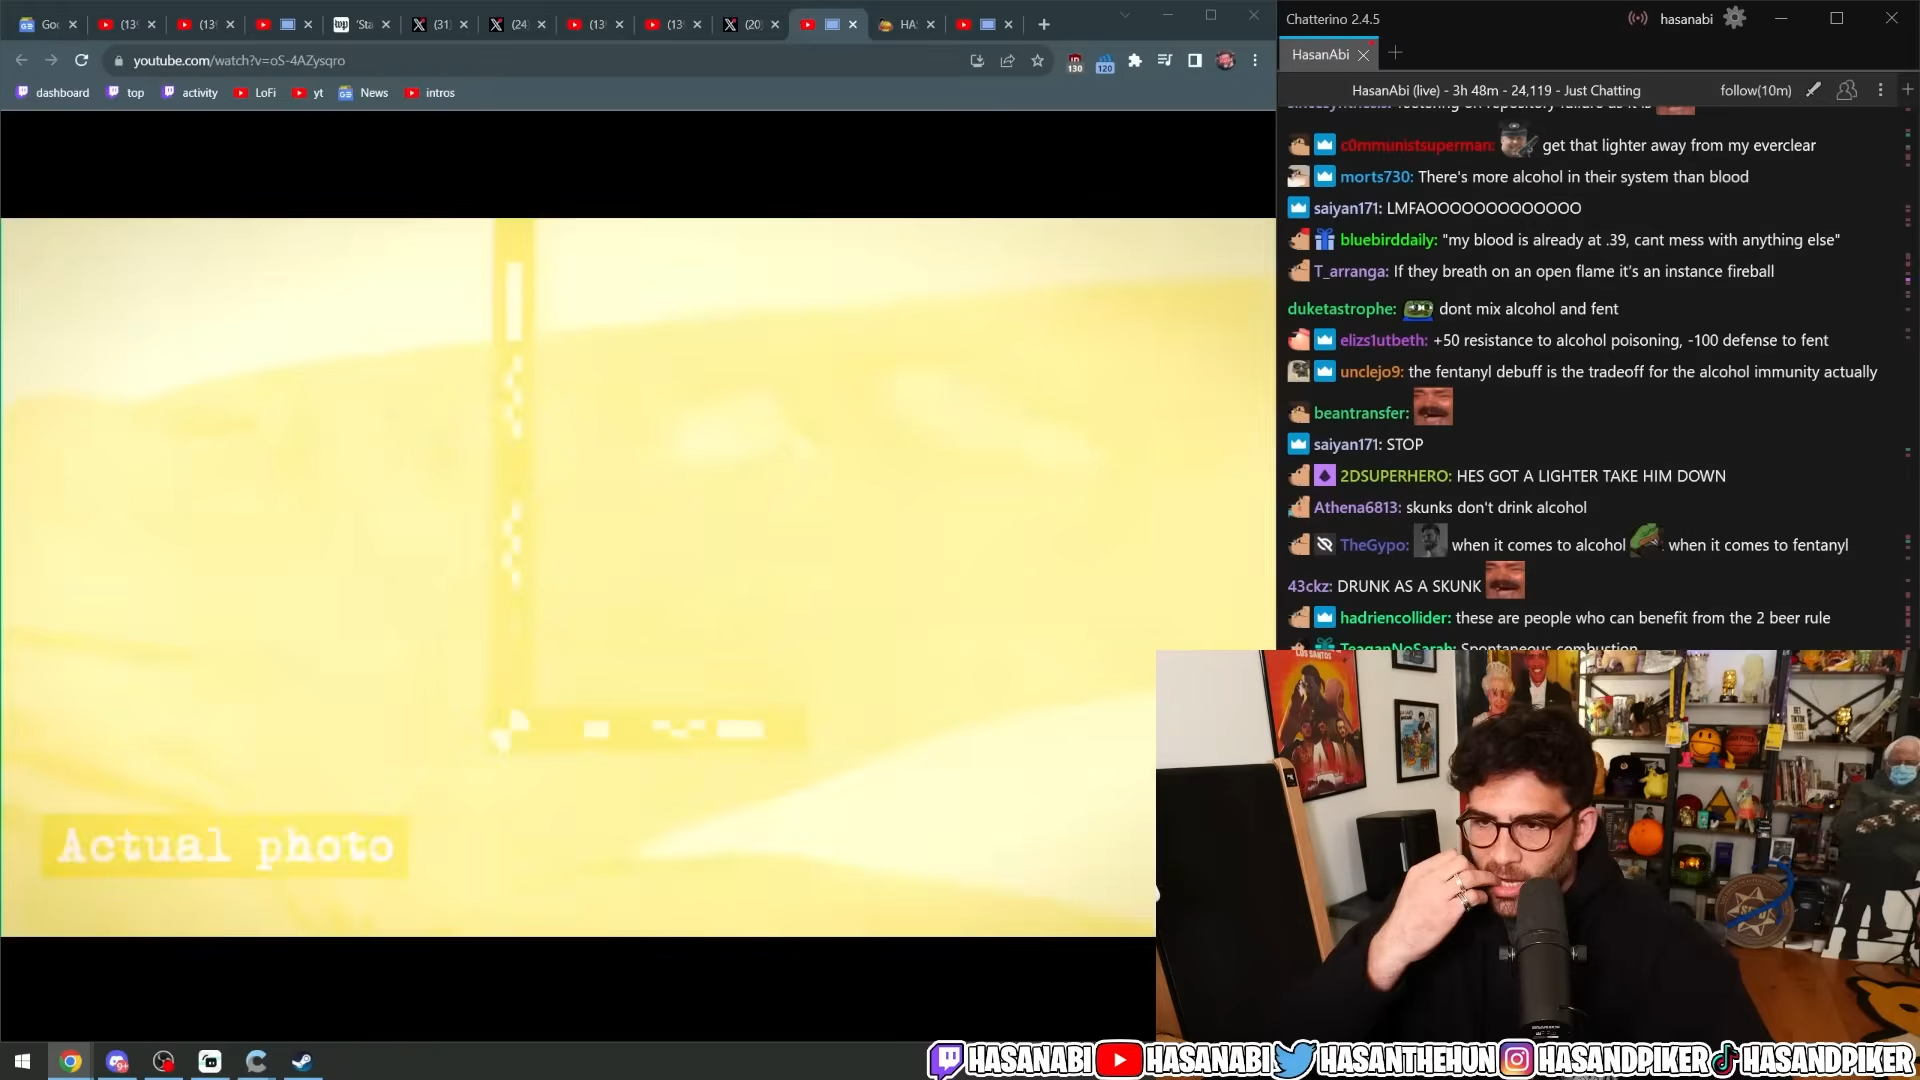 Goo
(13
(13
'Sta
(31)
(24)
(13
(13
(20)
HA
youtube.com/watch?v=oS-4AZysqro
130
120
dashboard
top
activity
LoFi
yt
News
intros
Actual photo
Chatterino 2.4.5
hasanabi
HasanAbi
HasanAbi (live) - 3h 48m - 24,119 - Just Chatting
follow(10m)
c0mmunistsuperman: get that lighter away from my everclear
morts730: There's more alcohol in their system than blood
saiyan171: LMFAOOOOOOOOOOOOO
bluebirddaily: "my blood is already at .39, cant mess with anything else"
T_arranga: If they breath on an open flame it's an instance fireball
duketastrophe: dont mix alcohol and fent
elizs1utbeth: +50 resistance to alcohol poisoning, -100 defense to fent
unclejo9: the fentanyl debuff is the tradeoff for the alcohol immunity actually
beantransfer:
saiyan171: STOP
2DSUPERHERO: HES GOT A LIGHTER TAKE HIM DOWN
Athena6813: skunks don't drink alcohol
TheGypo: when it comes to alcohol when it comes to fentanyl
43ckz: DRUNK AS A SKUNK
hadriencollider: these are people who can benefit from the 2 beer rule
TeaganNoSarah: Spontaneous combustion
LOS SANTOS
HASANABI HASANABI HASANTHEHUN HASANDPIKER HASANDPIKER